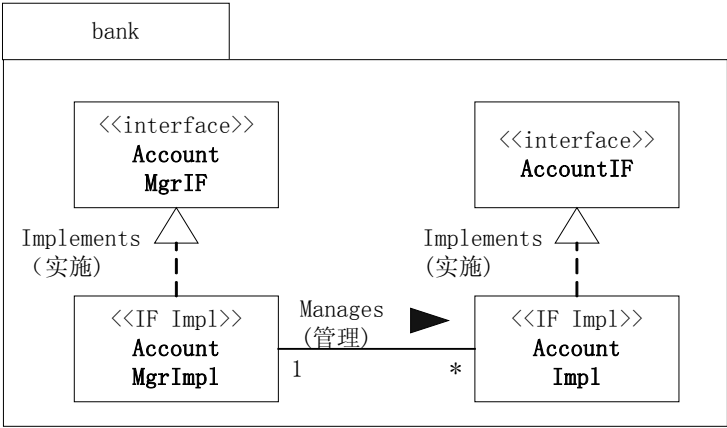 bank
<<interface>>
Account
MgrIF
<<interface>>
AccountIF
Implements
（实施)
Implements
(实施)
<<IF Impl>>
Account
MgrImpl
Manages
(管理)
1
*
<<IF Impl>>
Account
Impl